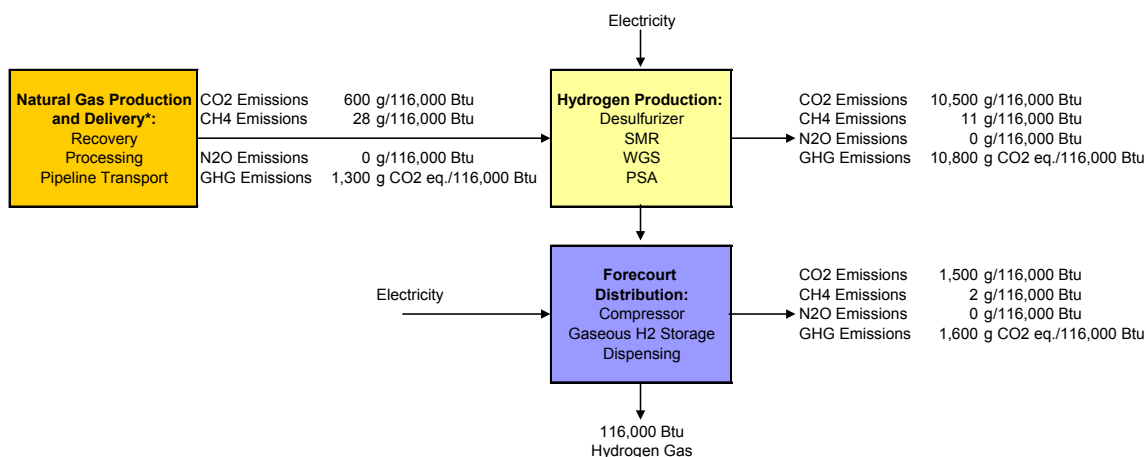 Electricity
Natural Gas Production
and Delivery*:
Recovery
Processing
Pipeline Transport
CO2 Emissions 600 g/116,000 Btu
CH4 Emissions 28 g/116,000 Btu
N2O Emissions 0 g/116,000 Btu
GHG Emissions 1,300 g CO2 eq./116,000 Btu
Hydrogen Production:
Desulfurizer
SMR
WGS
PSA
CO2 Emissions 10,500 g/116,000 Btu
CH4 Emissions 11 g/116,000 Btu
N2O Emissions 0 g/116,000 Btu
GHG Emissions 10,800 g CO2 eq./116,000 Btu
Electricity
Forecourt
Distribution:
Compressor
Gaseous H2 Storage
Dispensing
CO2 Emissions 1,500 g/116,000 Btu
CH4 Emissions 2 g/116,000 Btu
N2O Emissions 0 g/116,000 Btu
GHG Emissions 1,600 g CO2 eq./116,000 Btu
116,000 Btu
Hydrogen Gas